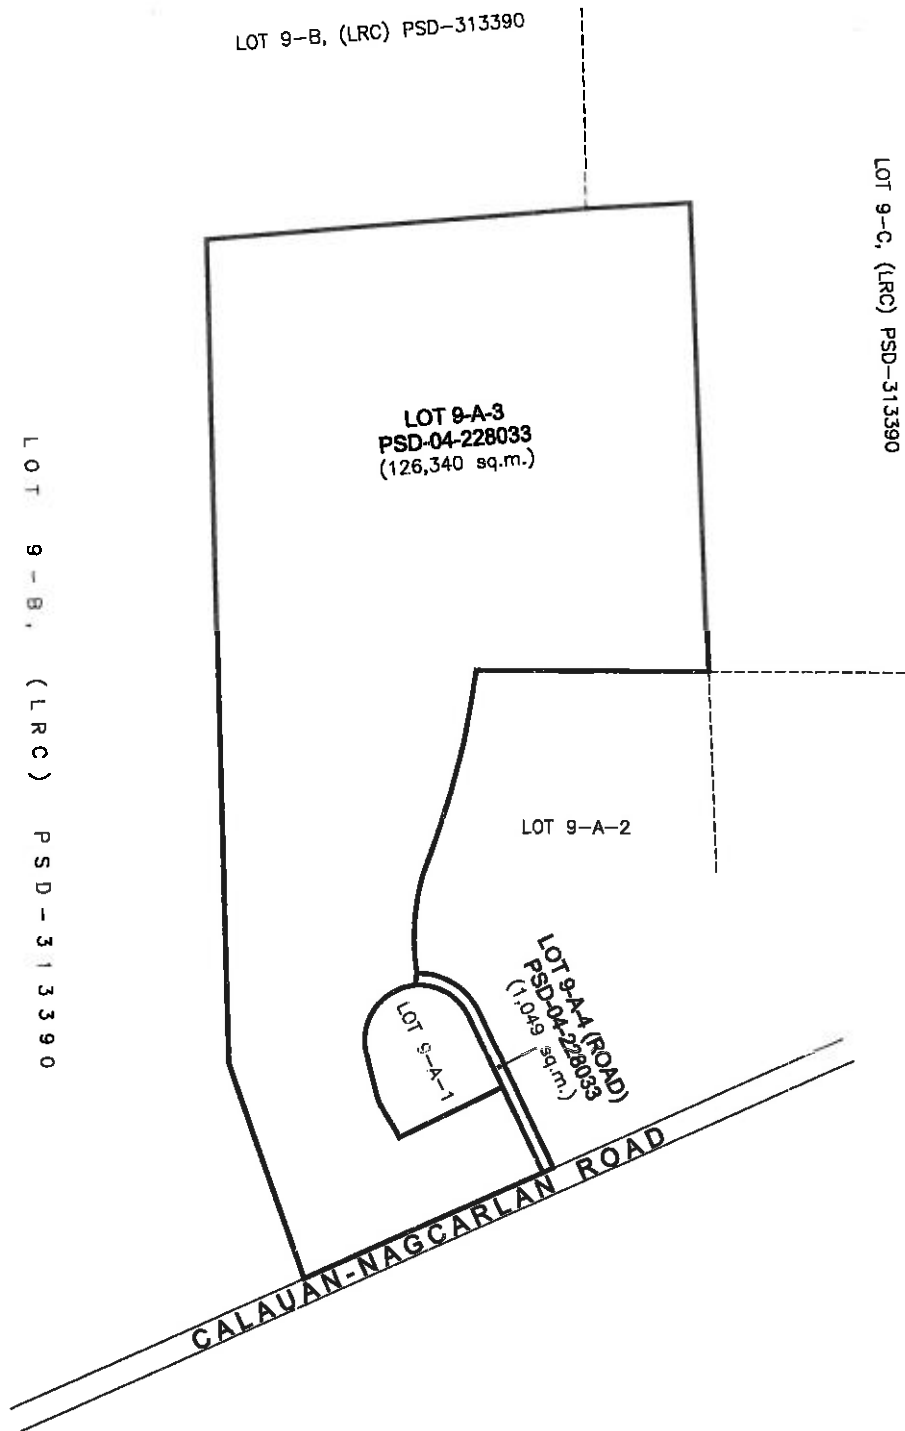 LOT 9-B, (LRC) PSD-313390
LOT 9-C, (LRC) PSD-313390
LOT 9-A-3
PSD-04-228033
(126,340 sq.m.)
LOT 9-B, (LRC) PSD-313390
LOT 9-A-2
LOT 9-A-4 (ROAD)
PSD-04-228033
(1,049 sq.m.)
LOT 9-A-1
CALAUAN-NAGCARLAN ROAD